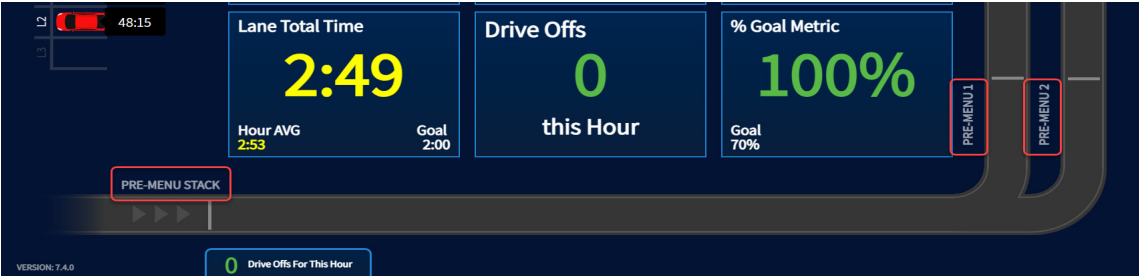 L2
48:15
L3
Lane Total Time
2:49
Hour AVG
2:53
Goal
2:00
Drive Offs
0
this Hour
% Goal Metric
100%
Goal
70%
PRE-MENU 1
PRE-MENU 2
PRE-MENU STACK
VERSION: 7.4.0
0 Drive Offs For This Hour